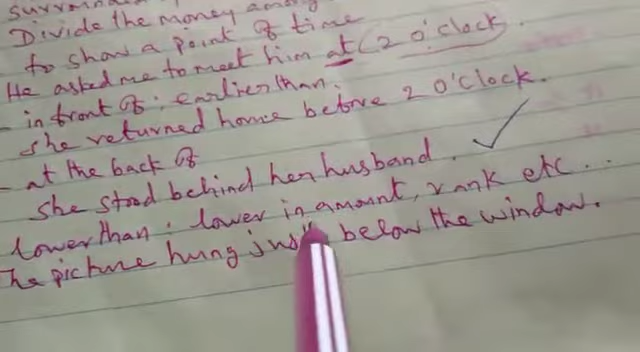 surround
Divide the money among
to show a point of time
He asked me to meet him at (2 o'clock)
- in front of; earlier than.
She returned home before 2 o'clock.
- at the back of
She stood behind her husband.
lower than; lower in amount, rank etc...
The picture hung just below the window.